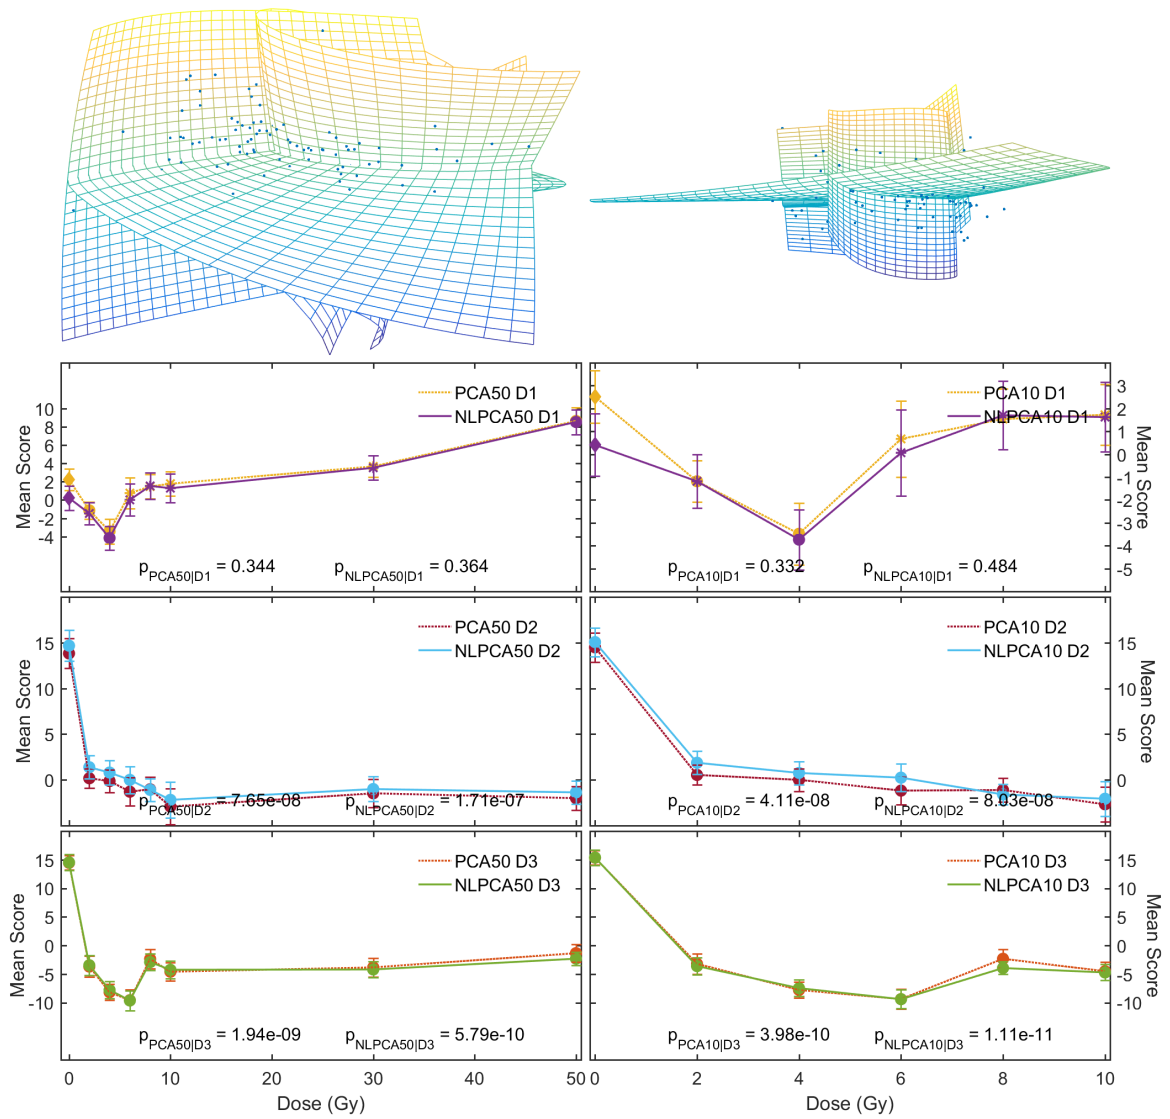 PCA50 D1
NLPCA50 D1
10
8
6
4
2
0
-2
-4
Mean Score
pPCA50|D1 = 0.344
pNLPCA50|D1 = 0.364
PCA10 D1
NLPCA10 D1
3
2
1
0
-1
-2
-3
-4
-5
Mean Score
pPCA10|D1 = 0.332
pNLPCA10|D1 = 0.484
PCA50 D2
NLPCA50 D2
15
10
5
0
Mean Score
pPCA50|D2 = 7.65e-08
pNLPCA50|D2 = 1.71e-07
PCA10 D2
NLPCA10 D2
15
10
5
0
Mean Score
pPCA10|D2 = 4.11e-08
pNLPCA10|D2 = 8.03e-08
PCA50 D3
NLPCA50 D3
15
10
5
0
-5
-10
Mean Score
pPCA50|D3 = 1.94e-09
pNLPCA50|D3 = 5.79e-10
0 10 20 30 40 50
Dose (Gy)
PCA10 D3
NLPCA10 D3
15
10
5
0
-5
-10
Mean Score
pPCA10|D3 = 3.98e-10
pNLPCA10|D3 = 1.11e-11
0 2 4 6 8 10
Dose (Gy)